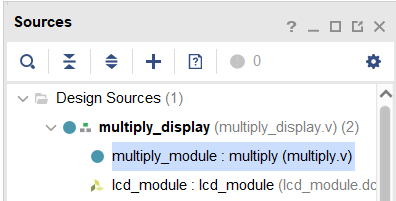 Sources
0
Design Sources (1)
multiply_display (multiply_display.v) (2)
multiply_module : multiply (multiply.v)
lcd_module : lcd_module (lcd_module.dc